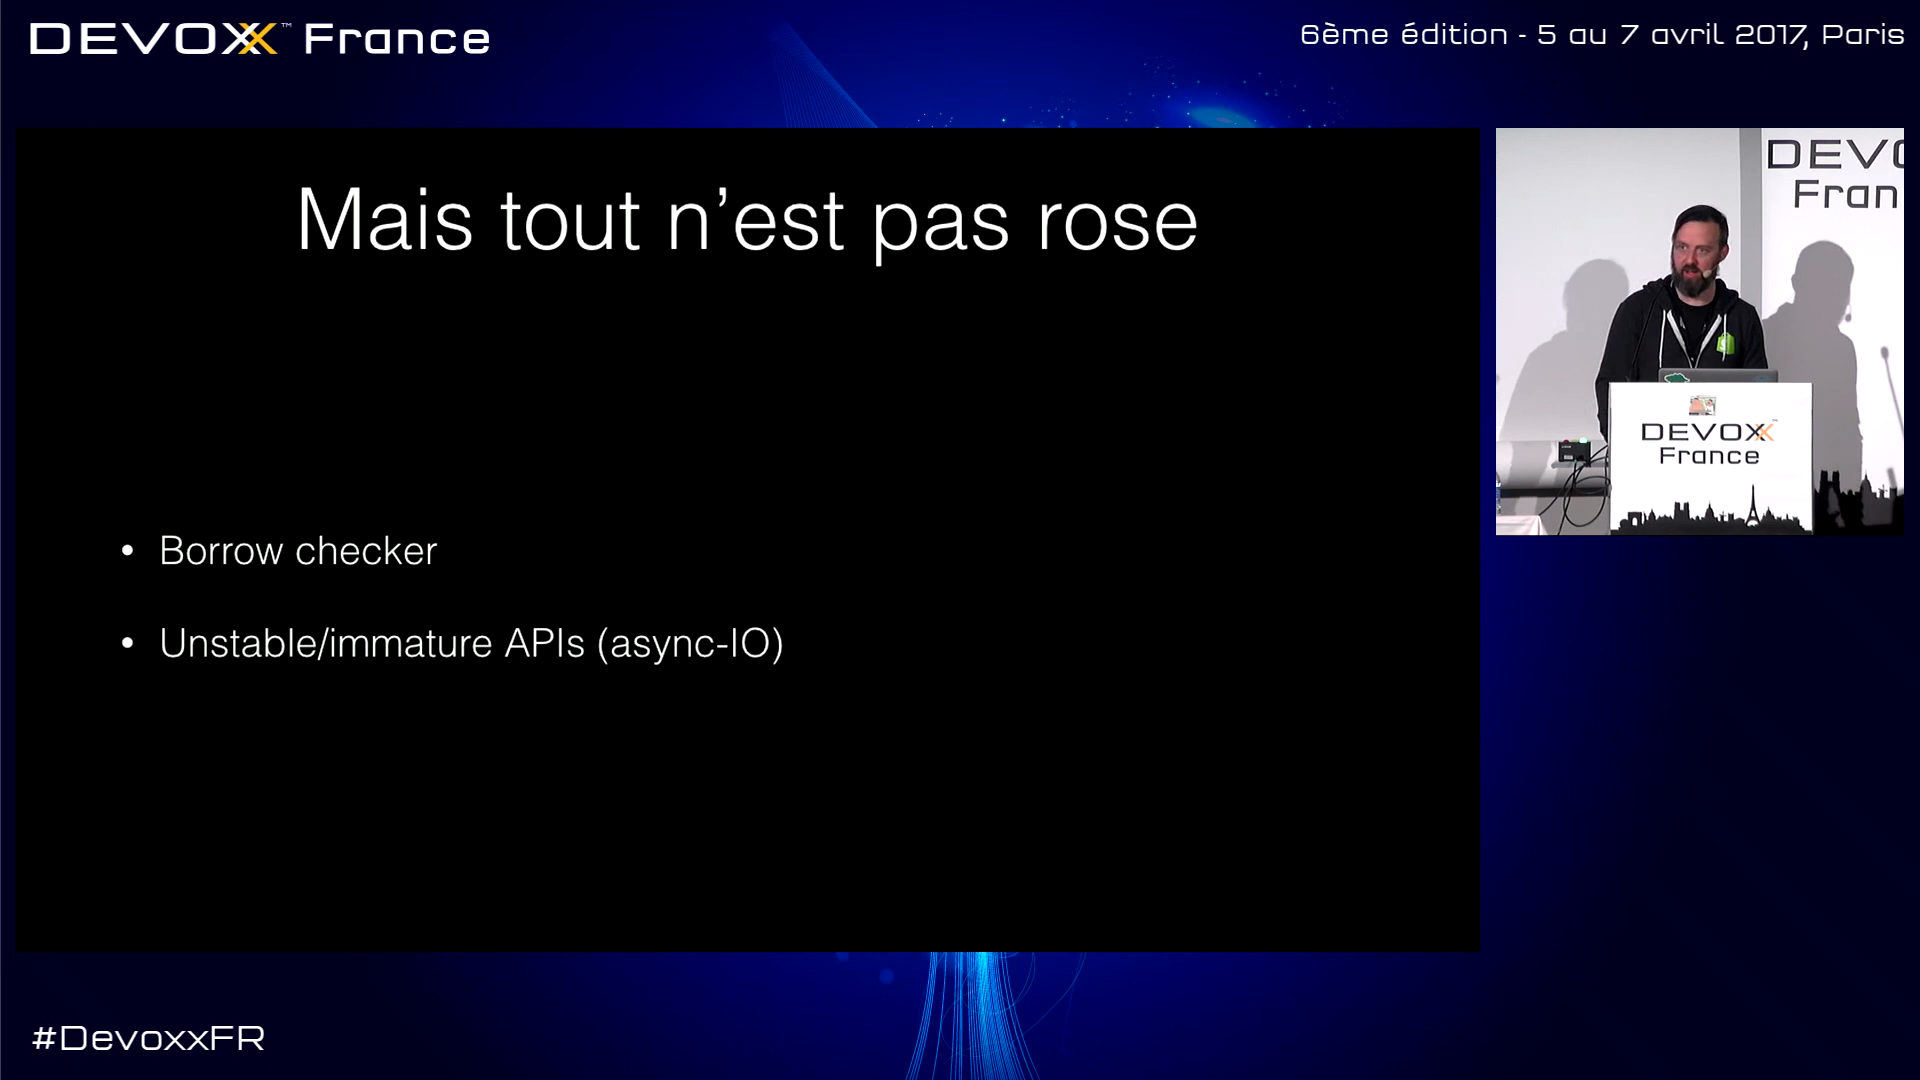 DEVOXX™ France
6ème édition - 5 au 7 avril 2017, Paris
Mais tout n’est pas rose
• Borrow checker
• Unstable/immature APIs (async-IO)
DEVO
Fran
DEVOXX
France
#DevoxxFR